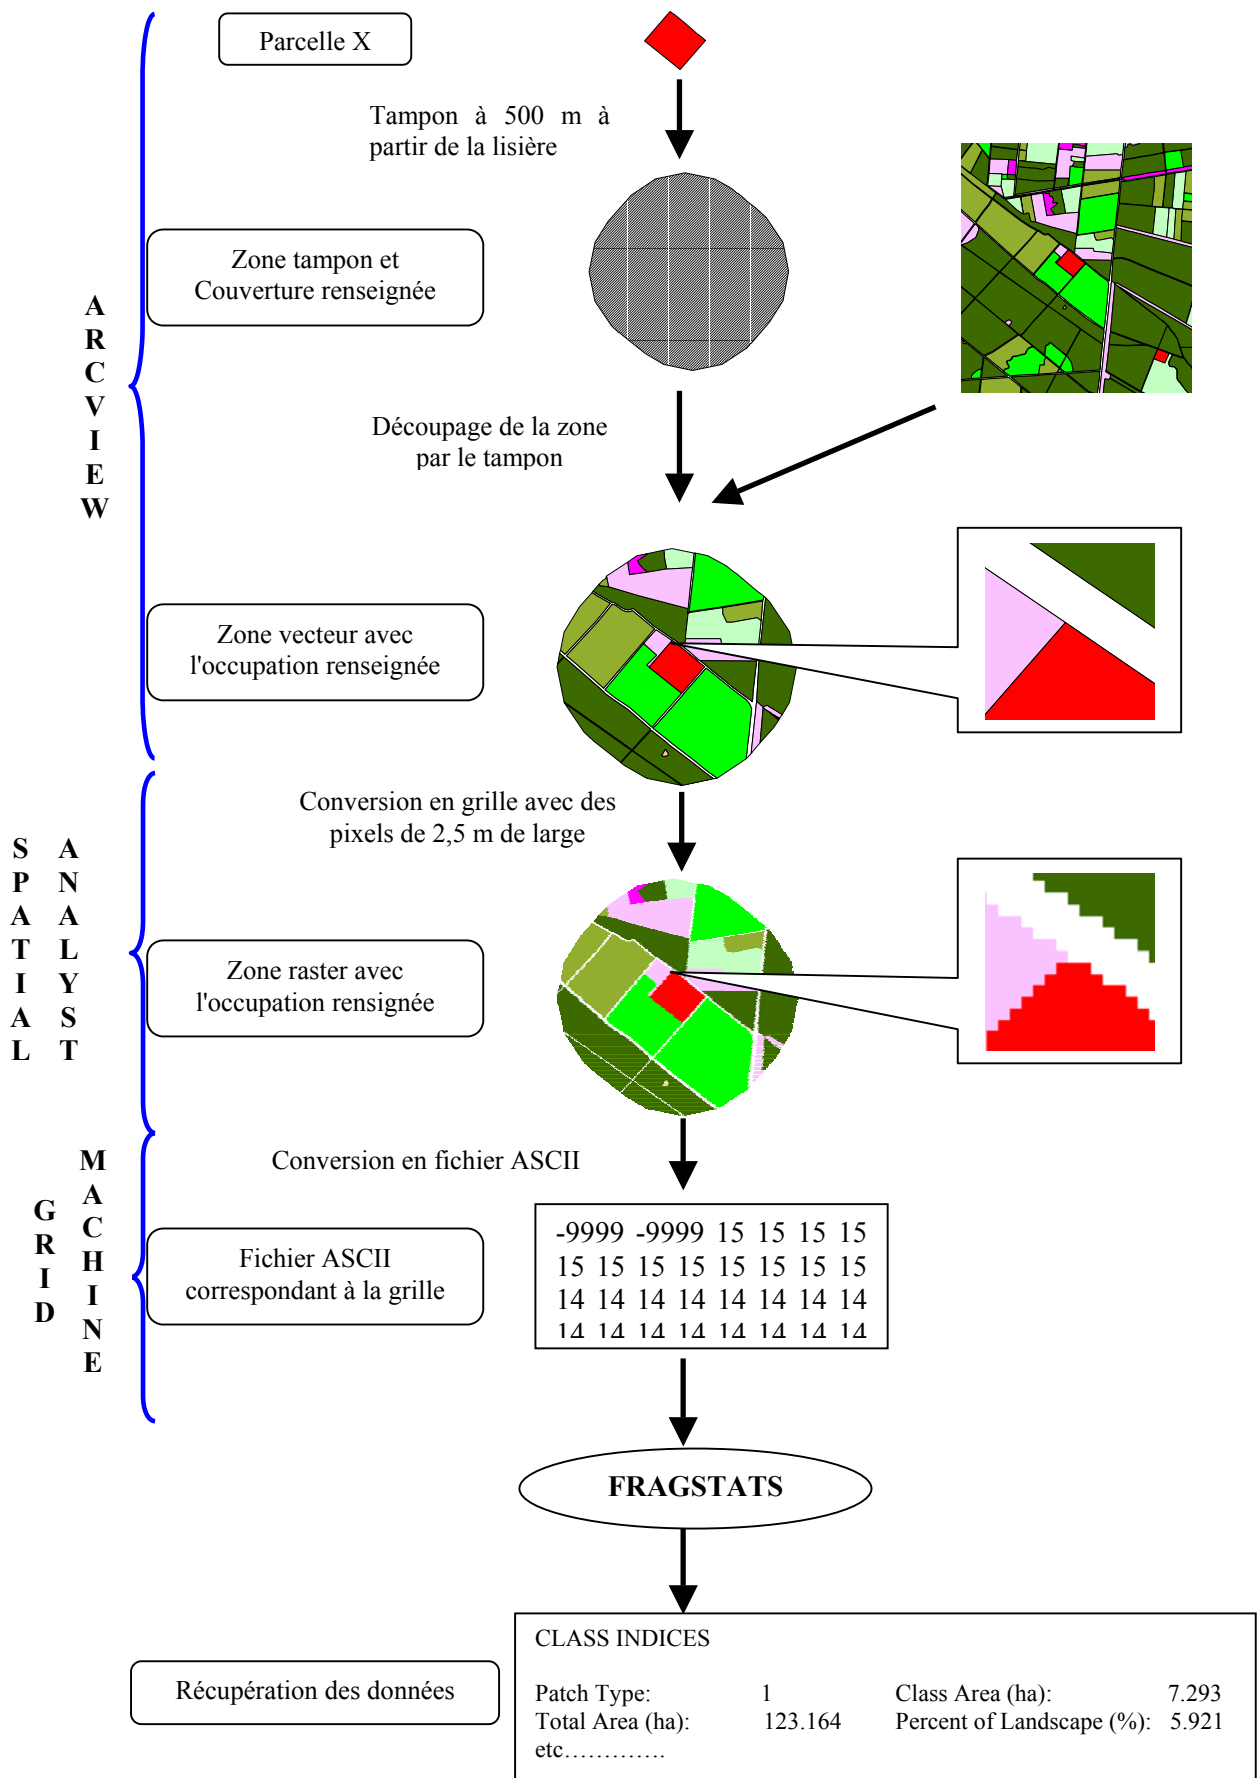 Parcelle X
Tampon à 500 m à
partir de la lisière
Zone tampon et
Couverture renseignée
ARCVIEW
Découpage de la zone
par le tampon
Zone vecteur avec
l'occupation renseignée
Conversion en grille avec des
pixels de 2,5 m de large
SPATIAL
ANALYST
Zone raster avec
l'occupation rensignée
Conversion en fichier ASCII
GRID
MACHINE
Fichier ASCII
correspondant à la grille
-9999 -9999 15 15 15 15
15 15 15 15 15 15 15 15
14 14 14 14 14 14 14 14
14 14 14 14 14 14 14 14
FRAGSTATS
Récupération des données
CLASS INDICES
Patch Type: 1 Class Area (ha): 7.293
Total Area (ha): 123.164 Percent of Landscape (%): 5.921
etc………….